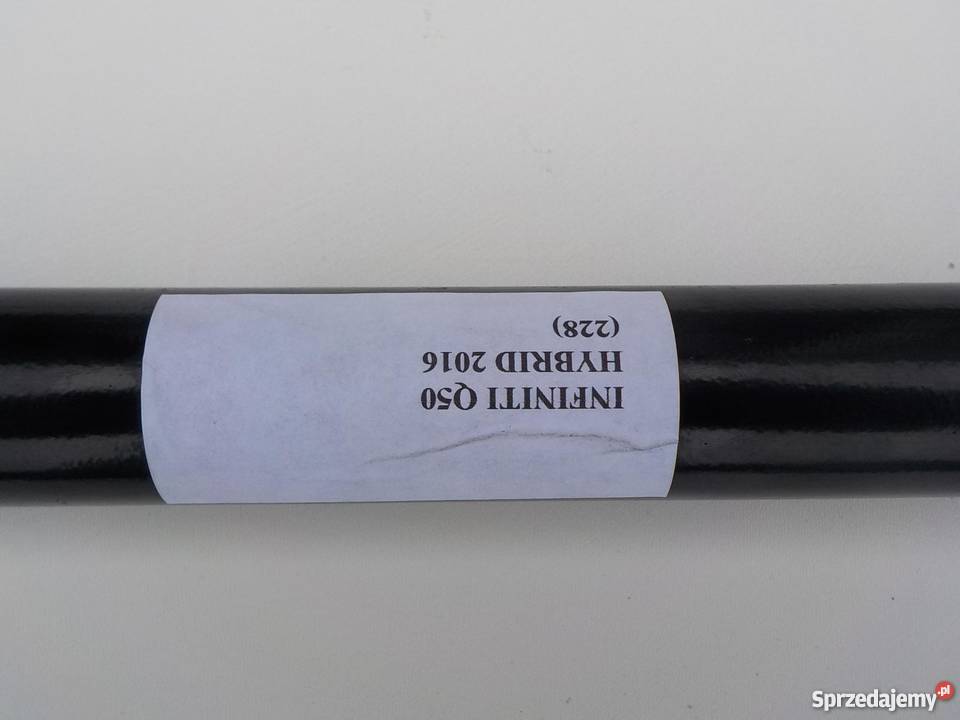 INFINITI Q50
HYBRID 2016
(228)
Sprzedajemy.pl